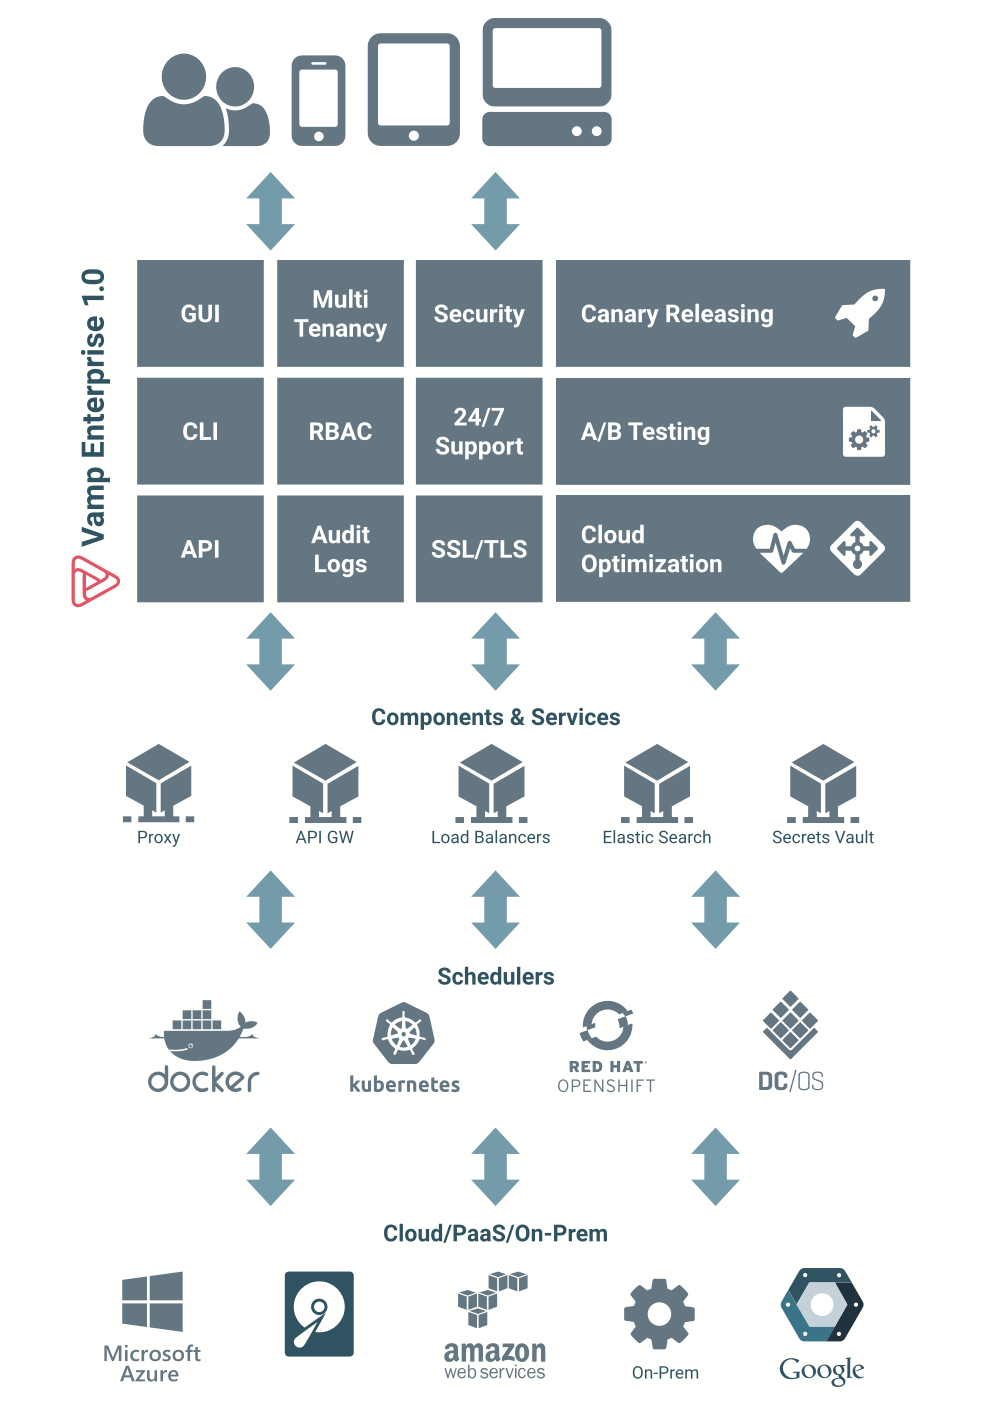 Vamp Enterprise 1.0
GUI
Multi
Tenancy
Security
Canary Releasing
CLI
RBAC
24/7
Support
A/B Testing
API
Audit
Logs
SSL/TLS
Cloud
Optimization
Components & Services
Proxy
API GW
Load Balancers
Elastic Search
Secrets Vault
Schedulers
docker
kubernetes
RED HAT
OPENSHIFT
DC/OS
Cloud/PaaS/On-Prem
Microsoft
Azure
amazon
web services
On-Prem
Google